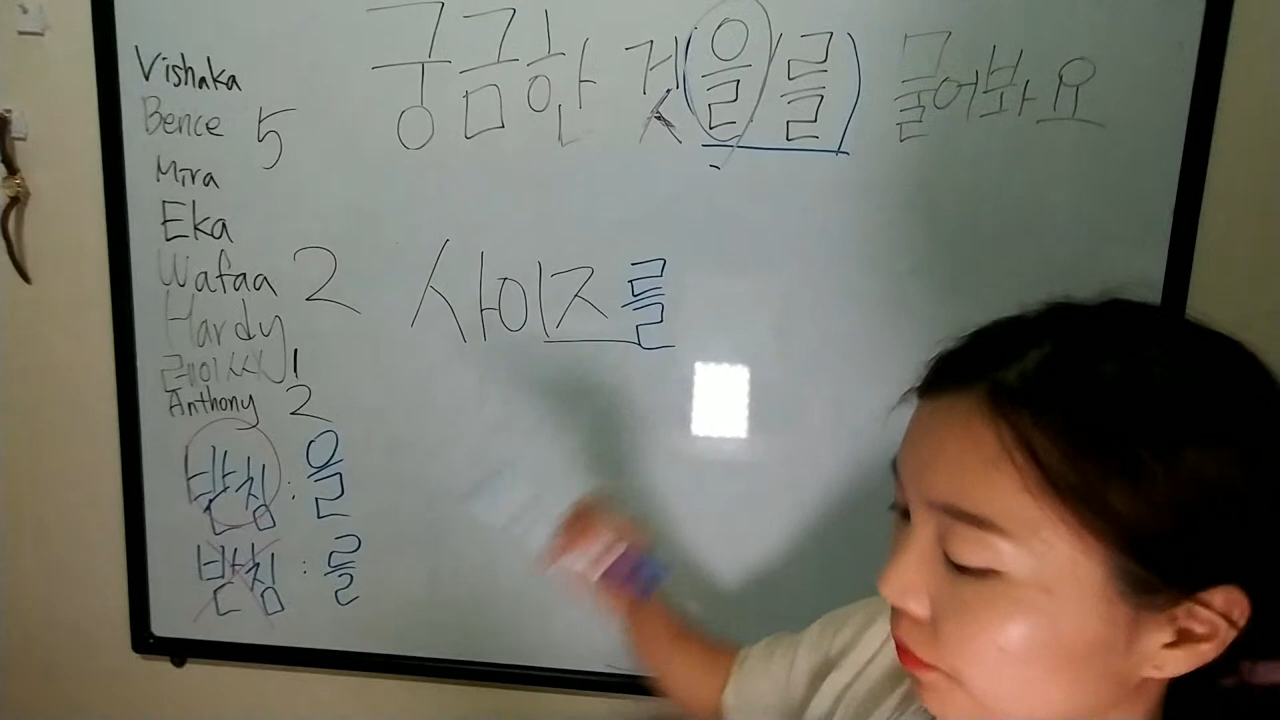 궁금한 것(을/를) 물어봐요
Vishaka
Bence 5
Mira
Eka
Wafaa 2
Hardy
레이씨 1
Anthony 2
사이즈를
받침 : 을
받침 : 를